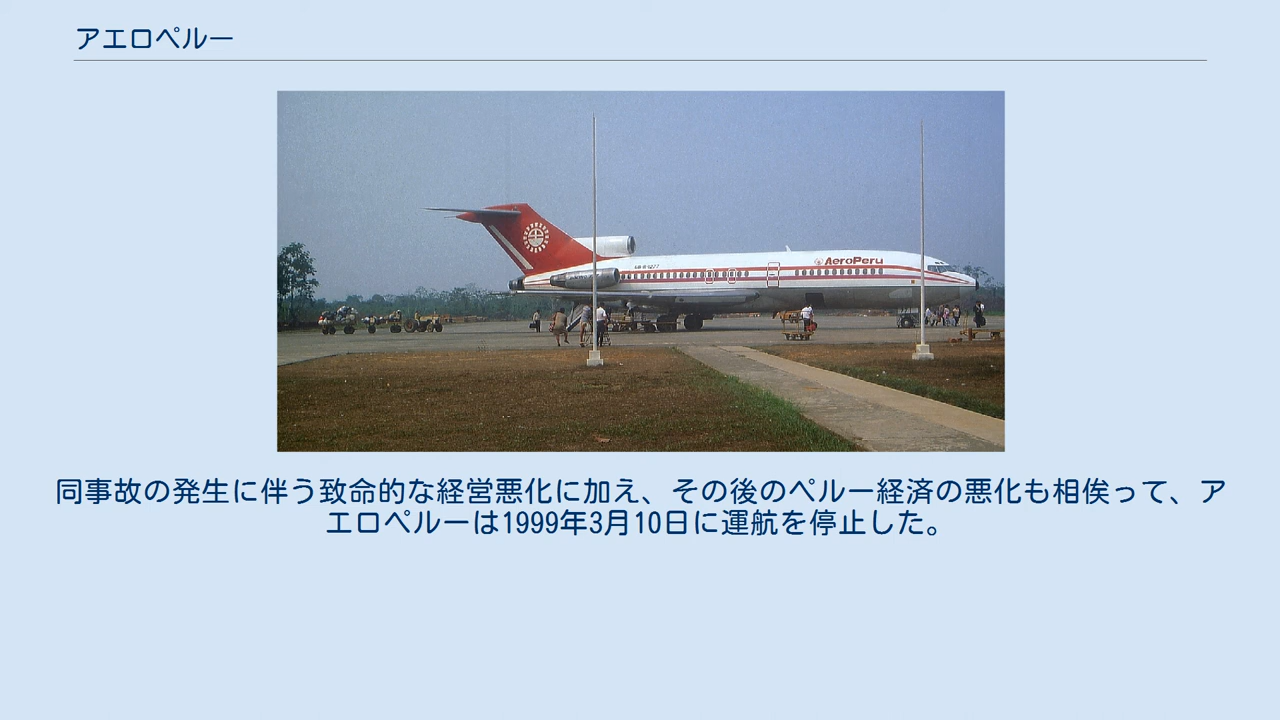 アエロペルー
AeroPeru
同事故の発生に伴う致命的な経営悪化に加え、その後のペルー経済の悪化も相俟って、ア
エロペルーは1999年3月10日に運航を停止した。